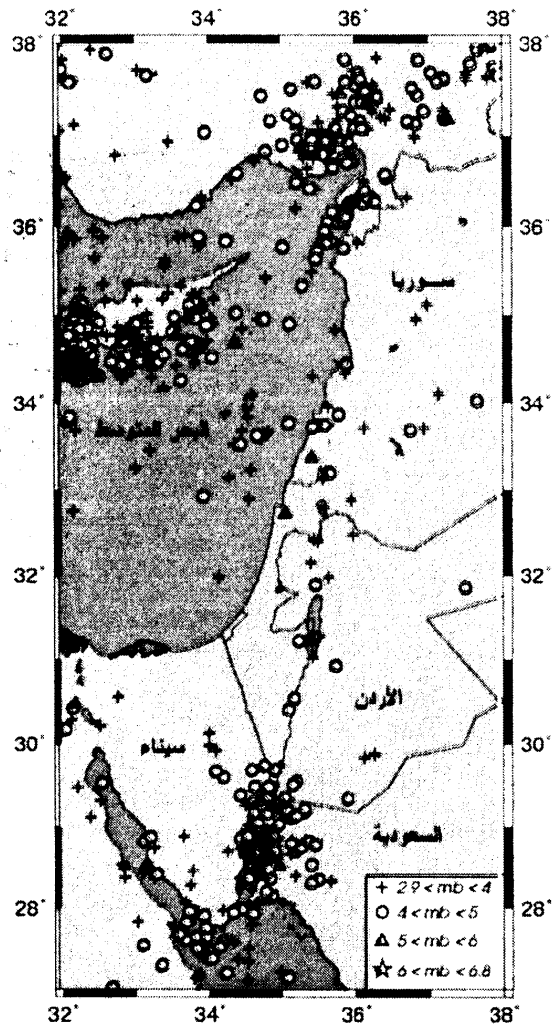 32° 34° 36° 38°
38° 38°
سوريا
36° 36°
34° 34°
البحر المتوسط
32° 32°
الأردن
30° سيناء 30°
السعودية
28° 28°
+ 2.9 < mb < 4
○ 4 < mb < 5
▲ 5 < mb < 6
☆ 6 < mb < 6.8
32° 34° 36° 38°